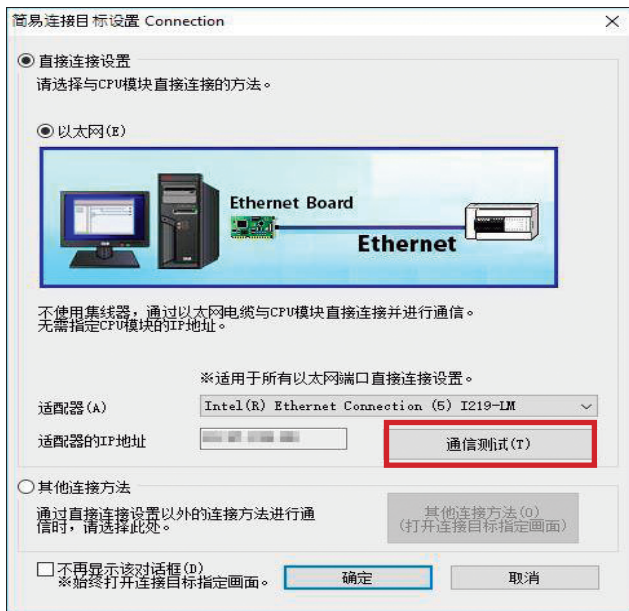 简易连接目标设置 Connection
直接连接设置
请选择与CPU模块直接连接的方法。
以太网(E)
Ethernet Board
Ethernet
不使用集线器，通过以太网电缆与CPU模块直接连接并进行通信。
无需指定CPU模块的IP地址。
※适用于所有以太网端口直接连接设置。
适配器(A)
Intel(R) Ethernet Connection (5) I219-LM
适配器的IP地址
通信测试(T)
其他连接方法
通过直接连接设置以外的连接方法进行通
信时，请选择此处。
其他连接方法(O)
(打开连接目标指定画面)
不再显示该对话框(D)
※始终打开连接目标指定画面。
确定
取消